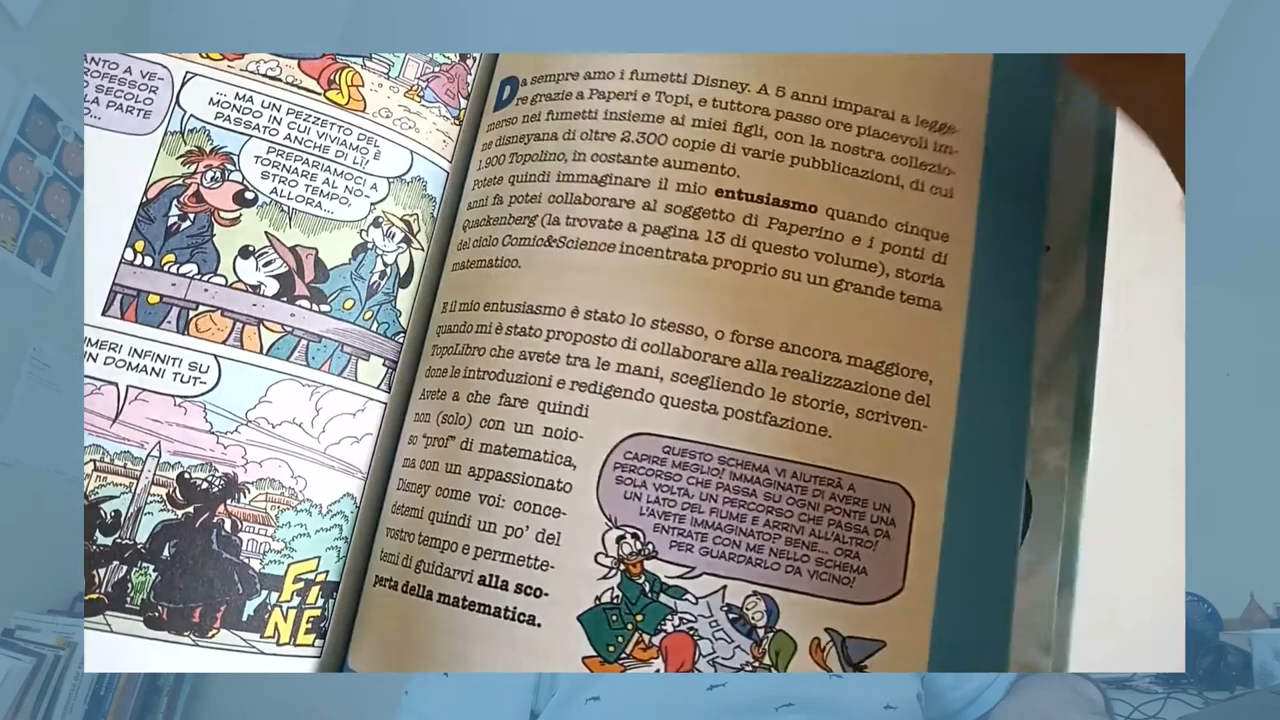 ANTO A VE-
ROFESSOR
SECOLO
LA PARTE
O...
... MA UN PEZZETTO DEL
MONDO IN CUI VIVIAMO È
PASSATO ANCHE DI LÌ!
PREPARIAMOCI A
TORNARE AL NO-
STRO TEMPO,
ALLORA...
MERI INFINITI SU
UN DOMANI TUT-
FI
NE
Da sempre amo i fumetti Disney. A 5 anni imparai a legge-
re grazie a Paperi e Topi, e tuttora passo ore piacevoli im-
merso nei fumetti insieme ai miei figli, con la nostra collezio-
ne disneyana di oltre 2.300 copie di varie pubblicazioni, di cui
1.900 Topolino, in costante aumento.
Potete quindi immaginare il mio entusiasmo quando cinque
anni fa potei collaborare al soggetto di Paperino e i ponti di
Quackenberg (la trovate a pagina 13 di questo volume), storia
del ciclo Comic&Science incentrata proprio su un grande tema
matematico.
E il mio entusiasmo è stato lo stesso, o forse ancora maggiore,
quando mi è stato proposto di collaborare alla realizzazione del
TopoLibro che avete tra le mani, scegliendo le storie, scriven-
done le introduzioni e redigendo questa postfazione.
Avete a che fare quindi
non (solo) con un noio-
so “prof” di matematica,
ma con un appassionato
Disney come voi: conce-
detemi quindi un po’ del
vostro tempo e permette-
temi di guidarvi alla sco-
perta della matematica.
QUESTO SCHEMA VI AIUTERÀ A
CAPIRE MEGLIO! IMMAGINATE DI AVERE UN
PERCORSO CHE PASSA SU OGNI PONTE UNA
SOLA VOLTA, UN PERCORSO CHE PASSA DA
UN LATO DEL FIUME E ARRIVI ALL'ALTRO!
L'AVETE IMMAGINATO? BENE... ORA
ENTRATE CON ME NELLO SCHEMA
PER GUARDARLO DA VICINO!